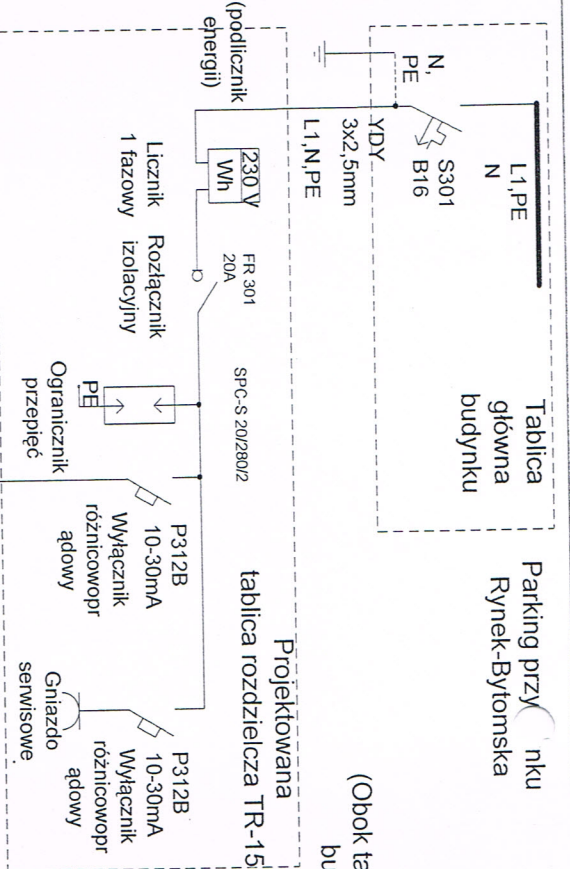 Parking przy nku
Rynek-Bytomska
L1,PE
N
Tablica
główna
budynku
N,
PE
S301
B16
(Obok ta
YDY
3x2,5mm
L1,N,PE
(podlicznik
energii)
Projektowana
tablica rozdzielcza TR-15
230 V
Wh
FR 301
20A
SPC-S 20/280/2
Licznik
1 fazowy
Rozłącznik
izolacyjny
PE
Ogranicznik
przepięć
P312B
10-30mA
Wyłącznik
różnicowopr
ądowy
P312B
10-30mA
Wyłącznik
różnicowopr
ądowy
Gniazdo
serwisowe